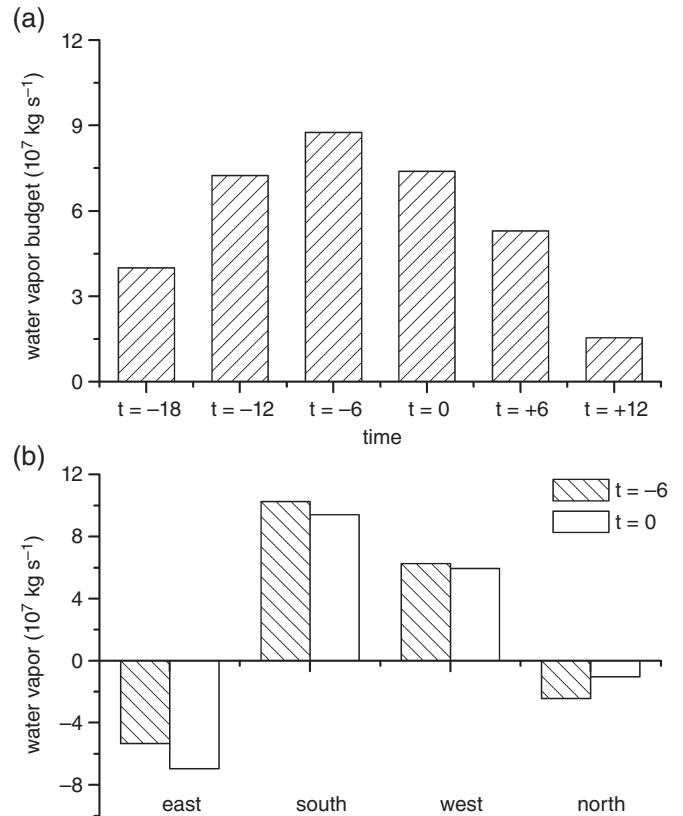 (a)
water vapor budget (10⁷ kg s⁻¹)
12
9
6
3
0
t = −18 t = −12 t = −6 t = 0 t = +6 t = +12
time
(b)
water vapor (10⁷ kg s⁻¹)
12
8
4
0
−4
−8
t = −6
t = 0
east south west north